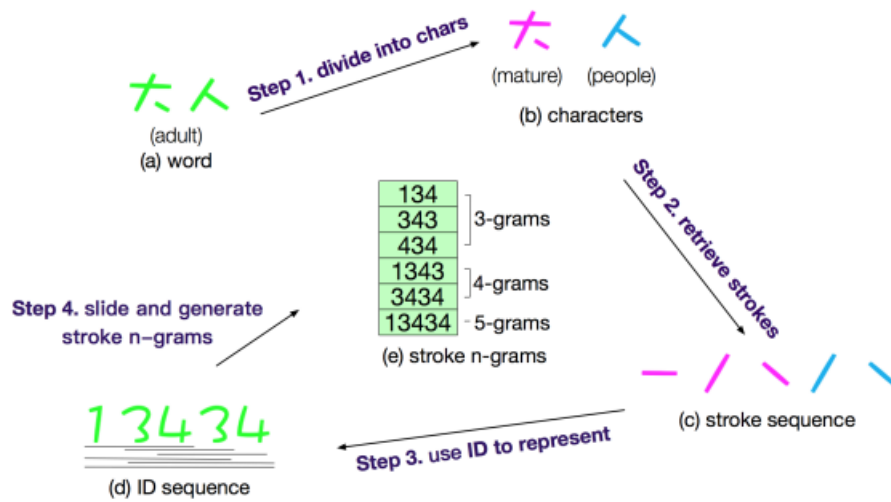 Step 1. divide into chars
大 人
(mature) (people)
(b) characters
大人
(adult)
(a) word
Step 2. retrieve strokes
134
343
434
3-grams
1343
3434
4-grams
13434
5-grams
(e) stroke n-grams
Step 4. slide and generate
stroke n-grams
(c) stroke sequence
Step 3. use ID to represent
13434
(d) ID sequence